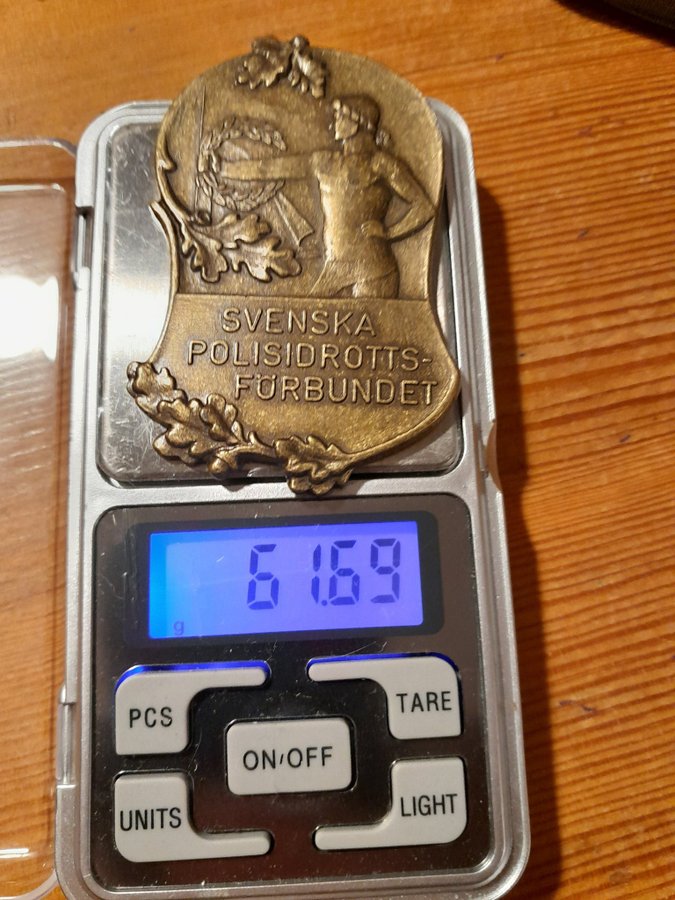 SVENSKA
POLISIDROTTS-
FÖRBUNDET
61.69
g
PCS
TARE
ON/OFF
UNITS
LIGHT